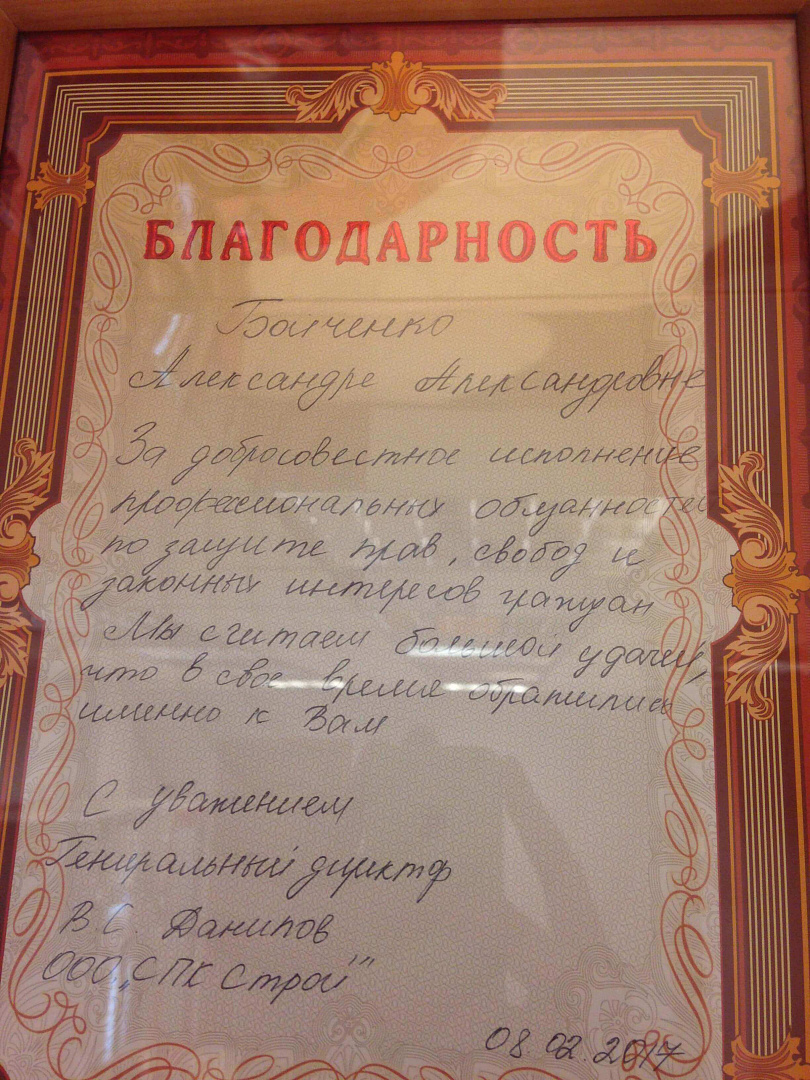 БЛАГОДАРНОСТЬ
Александре Александровне
За добросовестное исполнение
профессиональных обязанностей
по защите прав, свобод и
законных интересов граждан
Мы считаем большой удачей,
что в свое время обратились
именно к Вам
С уважением
Генеральный директор
В.С. Данилов
ООО „СПК Строй"
08.02.2017